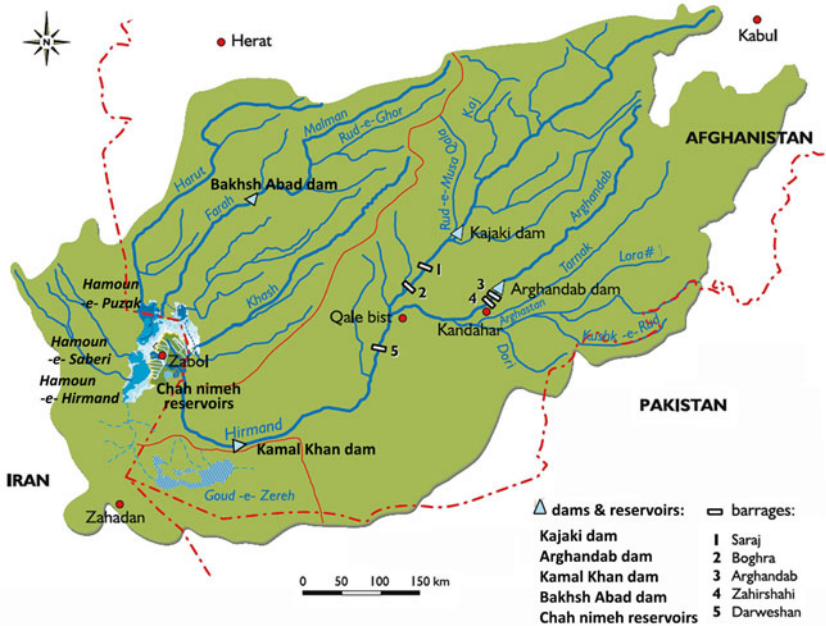 N
Herat
Kabul
AFGHANISTAN
Malman
Rud-e-Ghor
Kaj
Harut
Farah
Bakhsh Abad dam
Rud-e-Musa Qala
Arghandab
Kajaki dam
Tarnak
Lora#
Hamoun
-e- Puzak
Khash
1
2
3
4
Arghandab dam
Qale bist
Kandahar
Arghastan
Kushk -e-Rud
Dori
Hamoun
-e- Saberi
Zabol
5
Hamoun
-e-Hirmand
Chah nimeh
reservoirs
PAKISTAN
Hirmand
Kamal Khan dam
IRAN
Goud -e- Zereh
Zahadan
0 50 100 150 km
dams & reservoirs:
Kajaki dam
Arghandab dam
Kamal Khan dam
Bakhsh Abad dam
Chah nimeh reservoirs
barrages:
1 Saraj
2 Boghra
3 Arghandab
4 Zahirshahi
5 Darweshan